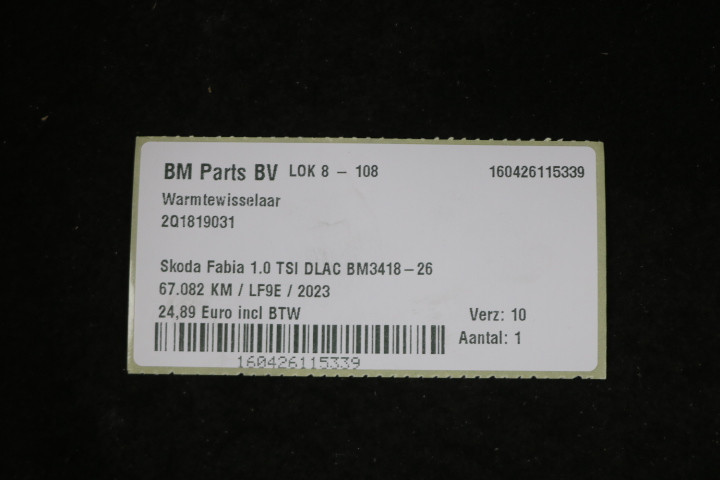 BM Parts BV LOK 8 - 108 160426115339
Warmtewisselaar
2Q1819031
Skoda Fabia 1.0 TSI DLAC BM3418-26
67.082 KM / LF9E / 2023
24,89 Euro incl BTW Verz: 10
Aantal: 1
160426115339